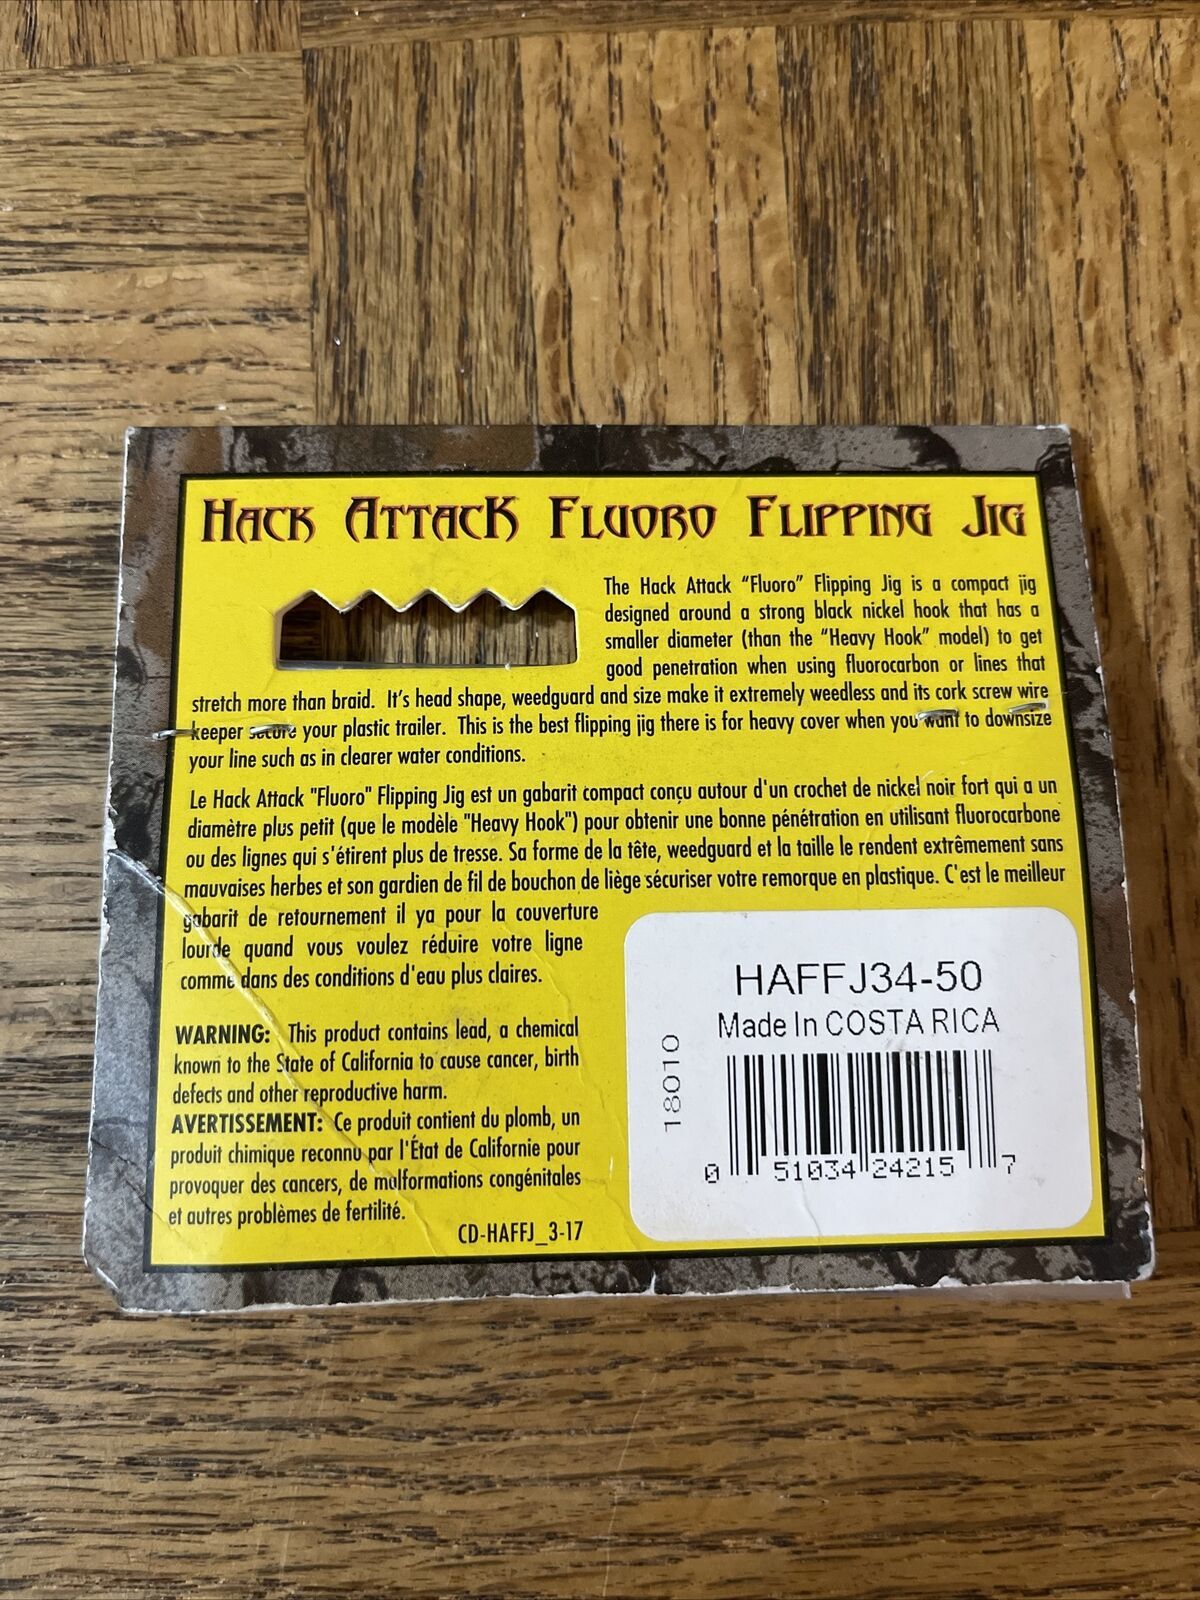 Hack Attack Fluoro Flipping Jig
The Hack Attack "Fluoro" Flipping Jig is a compact jig
designed around a strong black nickel hook that has a
smaller diameter (than the "Heavy Hook" model) to get
good penetration when using fluorocarbon or lines that
stretch more than braid. It's head shape, weedguard and size make it extremely weedless and its cork screw wire
keeper secure your plastic trailer. This is the best flipping jig there is for heavy cover when you want to downsize
your line such as in clearer water conditions.
Le Hack Attack "Fluoro" Flipping Jig est un gabarit compact conçu autour d'un crochet de nickel noir fort qui a un
diamètre plus petit (que le modèle "Heavy Hook") pour obtenir une bonne pénétration en utilisant fluorocarbone
ou des lignes qui s'étirent plus de tresse. Sa forme de la tête, weedguard et la taille le rendent extrêmement sans
mauvaises herbes et son gardien de fil de bouchon de liège sécuriser votre remorque en plastique. C'est le meilleur
gabarit de retournement il ya pour la couverture
lourde quand vous voulez réduire votre ligne
comme dans des conditions d'eau plus claires.
WARNING: This product contains lead, a chemical
known to the State of California to cause cancer, birth
defects and other reproductive harm.
AVERTISSEMENT: Ce produit contient du plomb, un
produit chimique reconnu par l'État de Californie pour
provoquer des cancers, de malformations congénitales
et autres problèmes de fertilité.
CD-HAFFJ_3-17
HAFFJ34-50
Made In COSTA RICA
18010
0 51034 24215 7